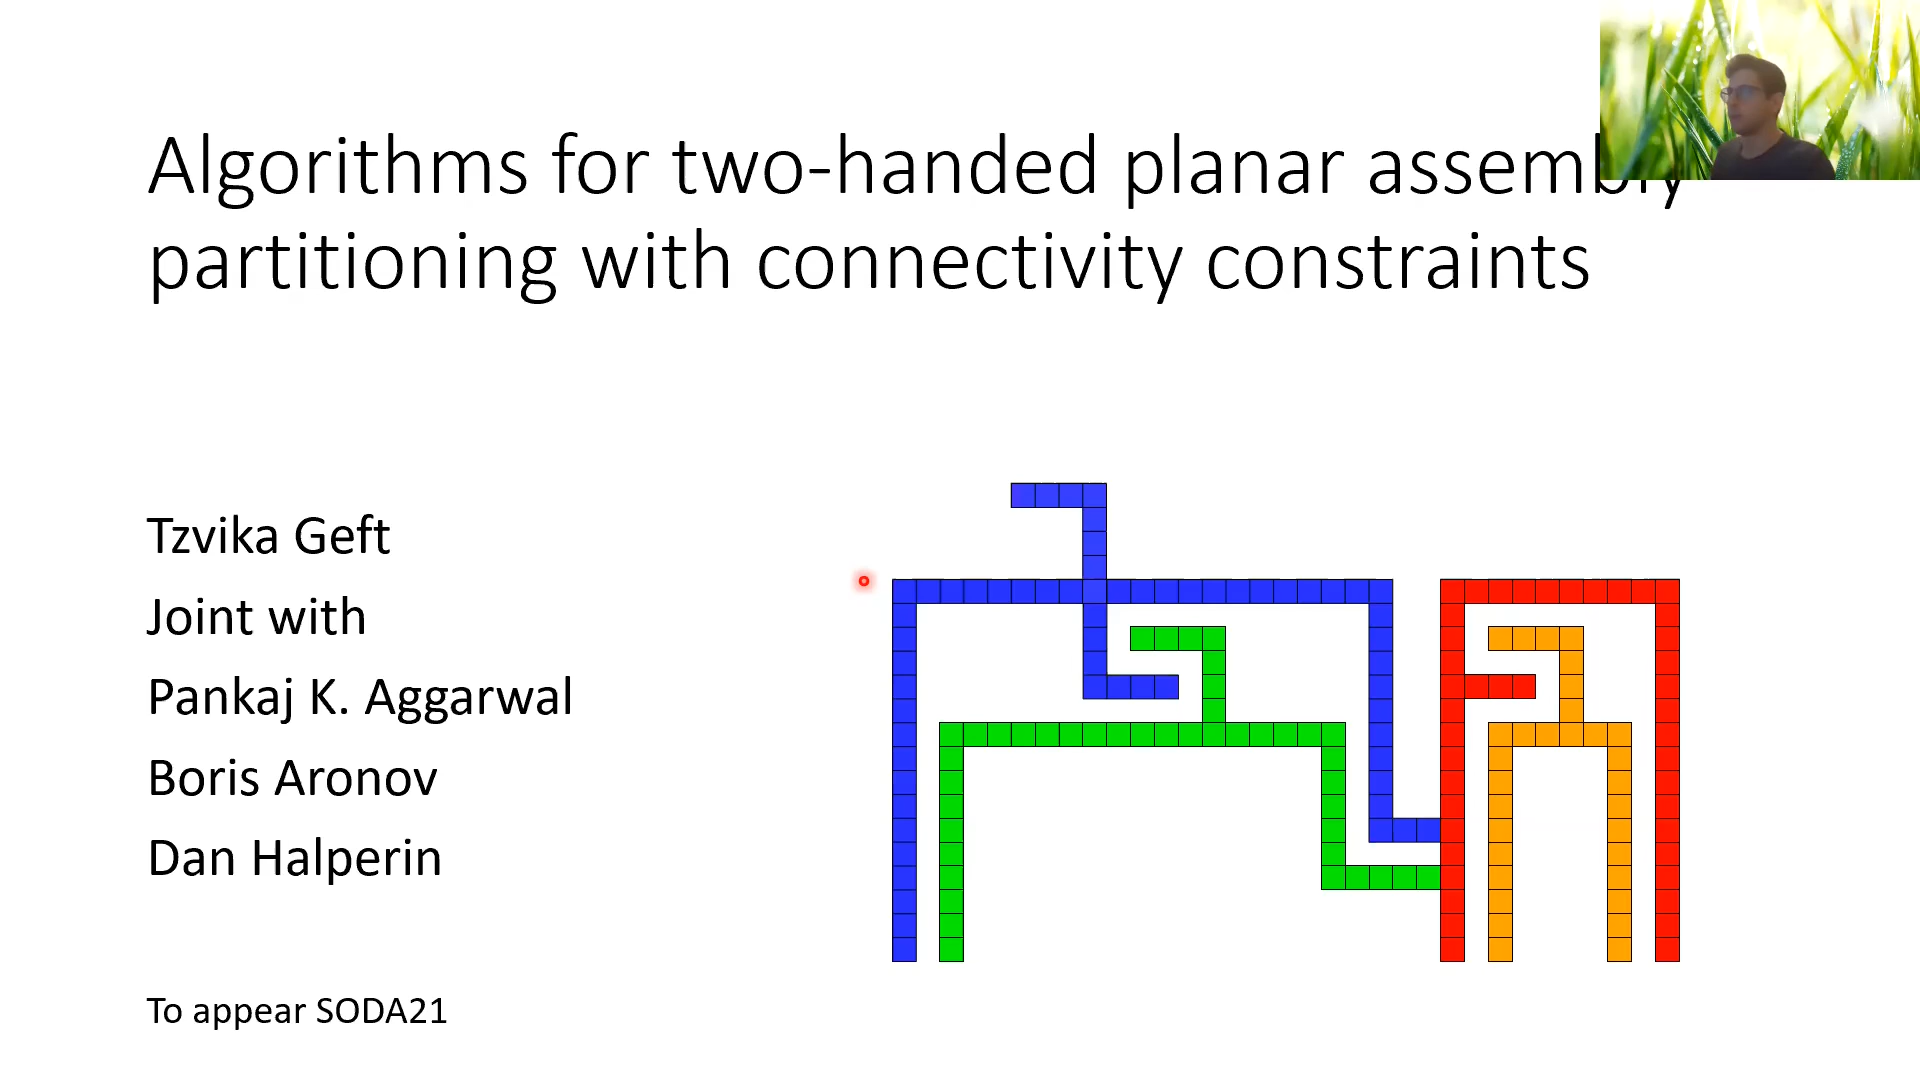 Algorithms for two-handed planar assembly
partitioning with connectivity constraints
Tzvika Geft
Joint with
Pankaj K. Aggarwal
Boris Aronov
Dan Halperin
To appear SODA21